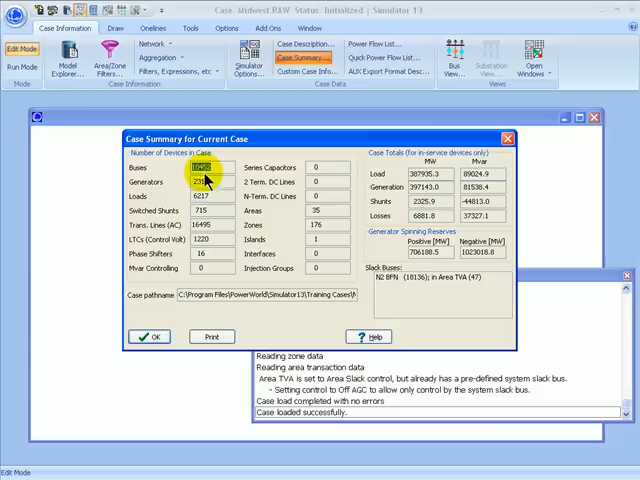 Case. Midwest RAW Status: Initialized | Simulator 13
Case Information Draw Onelines Tools Options Add Ons Window
Edit Mode
Run Mode
Mode
Model Explorer...
Area/Zone Filters...
Network
Aggregation
Filters, Expressions, etc
Case Information
Simulator Options...
Case Description...
Case Summary...
Custom Case Info...
Power Flow List...
Quick Power Flow List...
AUX Export Format Desc...
Case Data
Bus View...
Substation View...
Open Windows
Views
Case Summary for Current Case
Number of Devices in Case
Buses 10452
Generators
Loads 6217
Switched Shunts 715
Trans. Lines (AC) 16495
LTCs (Control Volt) 1220
Phase Shifters 16
Mvar Controlling 0
Series Capacitors 0
2 Term. DC Lines 0
N-Term. DC Lines 0
Areas 35
Zones 176
Islands 1
Interfaces 0
Injection Groups 0
Case Totals (for in-service devices only)
MW Mvar
Load 387935.3 89024.9
Generation 397143.0 81538.4
Shunts 2325.9 -44813.0
Losses 6881.8 37327.1
Generator Spinning Reserves
Positive [MW] Negative [MW]
706188.5 1023018.8
Slack Buses:
N2 BFN (18136); in Area TVA (47)
Case pathname C:\Program Files\PowerWorld\Simulator13\Training Cases\M
OK Print Help
Reading zone data
Reading area transaction data
Area TVA is set to Area Slack control, but already has a pre-defined system slack bus.
- Setting control to Off AGC to allow only control by the system slack bus.
Case load completed with no errors
Case loaded successfully.
Edit Mode